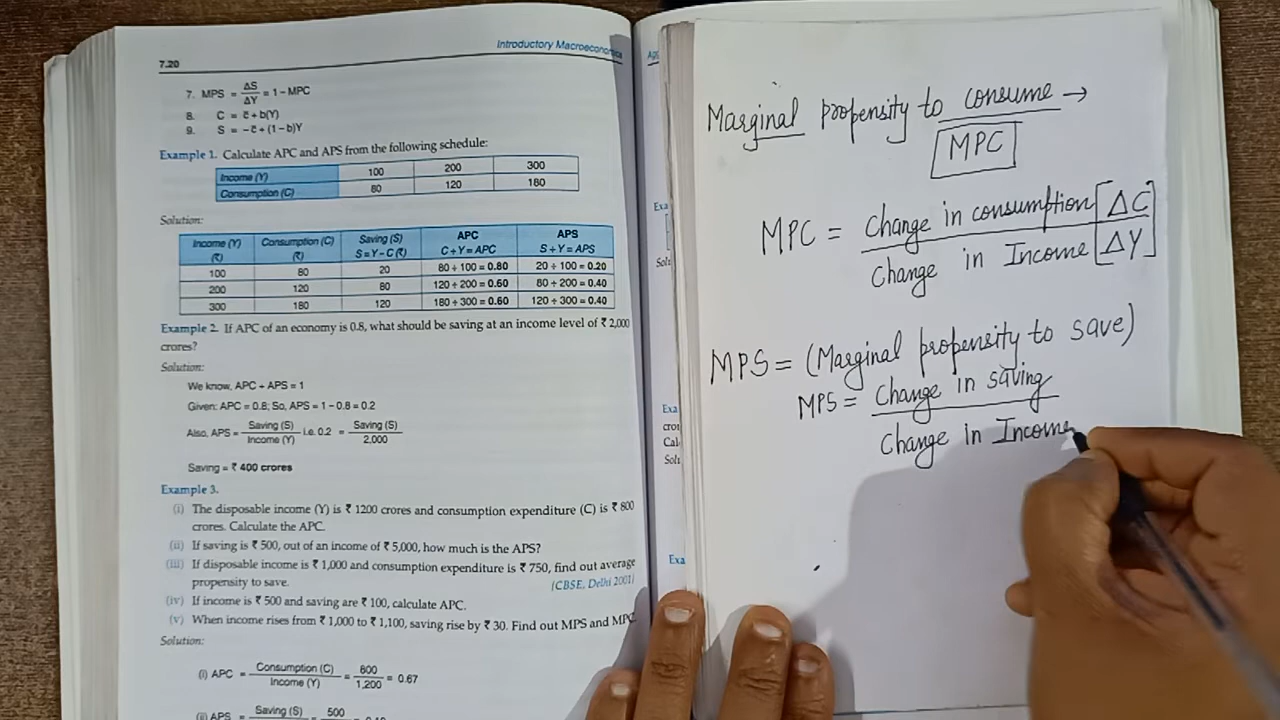 7.20
Introductory Macroeconomics
7. MPS = ΔS/ΔY = 1 – MPC
8. C = c̄ + b(Y)
9. S = –c̄ + (1 – b)Y
Example 1. Calculate APC and APS from the following schedule:
Income (Y) 100 200 300
Consumption (C) 80 120 180
Solution:
Income (Y) (₹) Consumption (C) (₹) Saving (S) S = Y – C (₹) APC C ÷ Y = APC APS S ÷ Y = APS
100 80 20 80 ÷ 100 = 0.80 20 ÷ 100 = 0.20
200 120 80 120 ÷ 200 = 0.60 80 ÷ 200 = 0.40
300 180 120 180 ÷ 300 = 0.60 120 ÷ 300 = 0.40
Example 2. If APC of an economy is 0.8, what should be saving at an income level of ₹ 2,000
crores?
Solution:
We know, APC + APS = 1
Given: APC = 0.8; So, APS = 1 – 0.8 = 0.2
Also, APS = Saving (S)/Income (Y) i.e. 0.2 = Saving (S)/2,000
Saving = ₹ 400 crores
Example 3.
(i) The disposable income (Y) is ₹ 1200 crores and consumption expenditure (C) is ₹ 800
crores. Calculate the APC.
(ii) If saving is ₹ 500, out of an income of ₹ 5,000, how much is the APS?
(iii) If disposable income is ₹ 1,000 and consumption expenditure is ₹ 750, find out average
propensity to save. (CBSE, Delhi 2001)
(iv) If income is ₹ 500 and saving are ₹ 100, calculate APC.
(v) When income rises from ₹ 1,000 to ₹ 1,100, saving rise by ₹ 30. Find out MPS and MPC
Solution:
(i) APC = Consumption (C)/Income (Y) = 800/1,200 = 0.67
(ii) APS = Saving (S) = 500
Marginal propensity to consume →
MPC
MPC = Change in consumption/Change in Income [ΔC/ΔY]
MPS = (Marginal propensity to save)
MPS = Change in saving/Change in Income